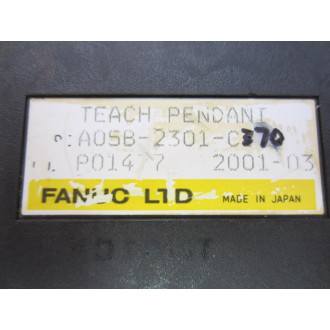 TEACH PENDANT
A05B-2301-C370
P014 7 2001-03
FANUC LTD MADE IN JAPAN